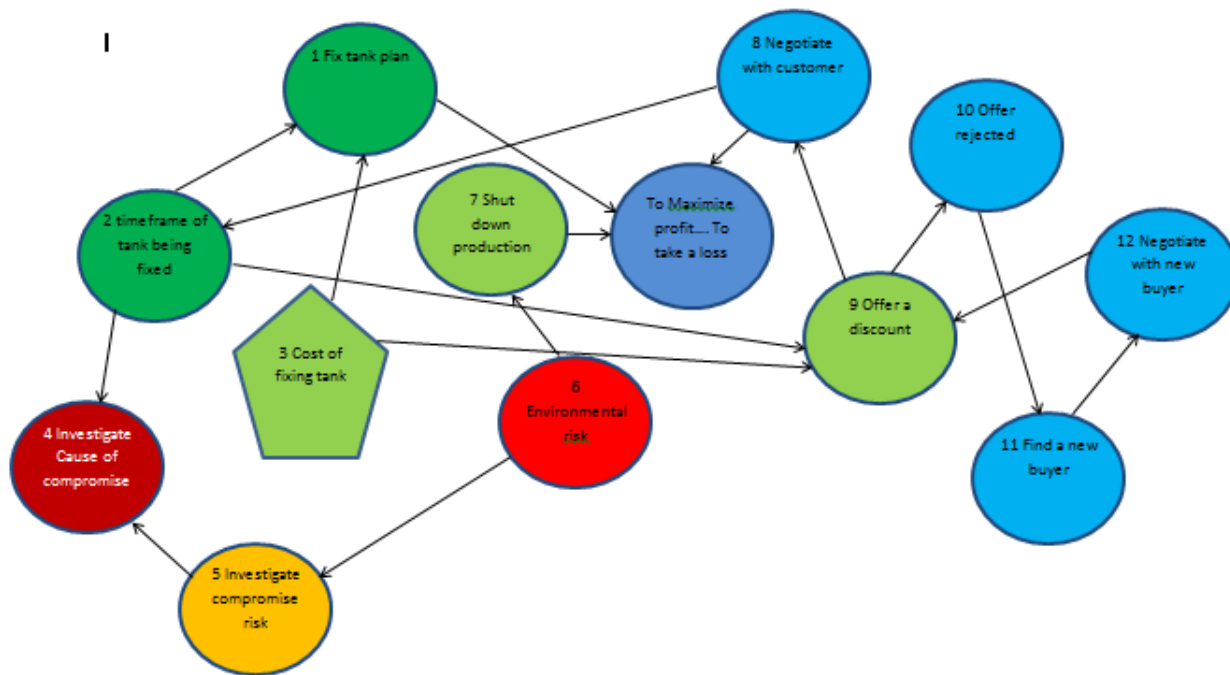 I
1 Fix tank plan
8 Negotiate
with customer
10 Offer
rejected
7 Shut
down
production
To Maximize
profit.... To
take a loss
2 timeframe of
tank being
fixed
12 Negotiate
with new
buyer
9 Offer a
discount
3 Cost of
fixing tank
6
Environmental
risk
4 Investigate
Cause of
compromise
11 Find a new
buyer
5 Investigate
compromise
risk